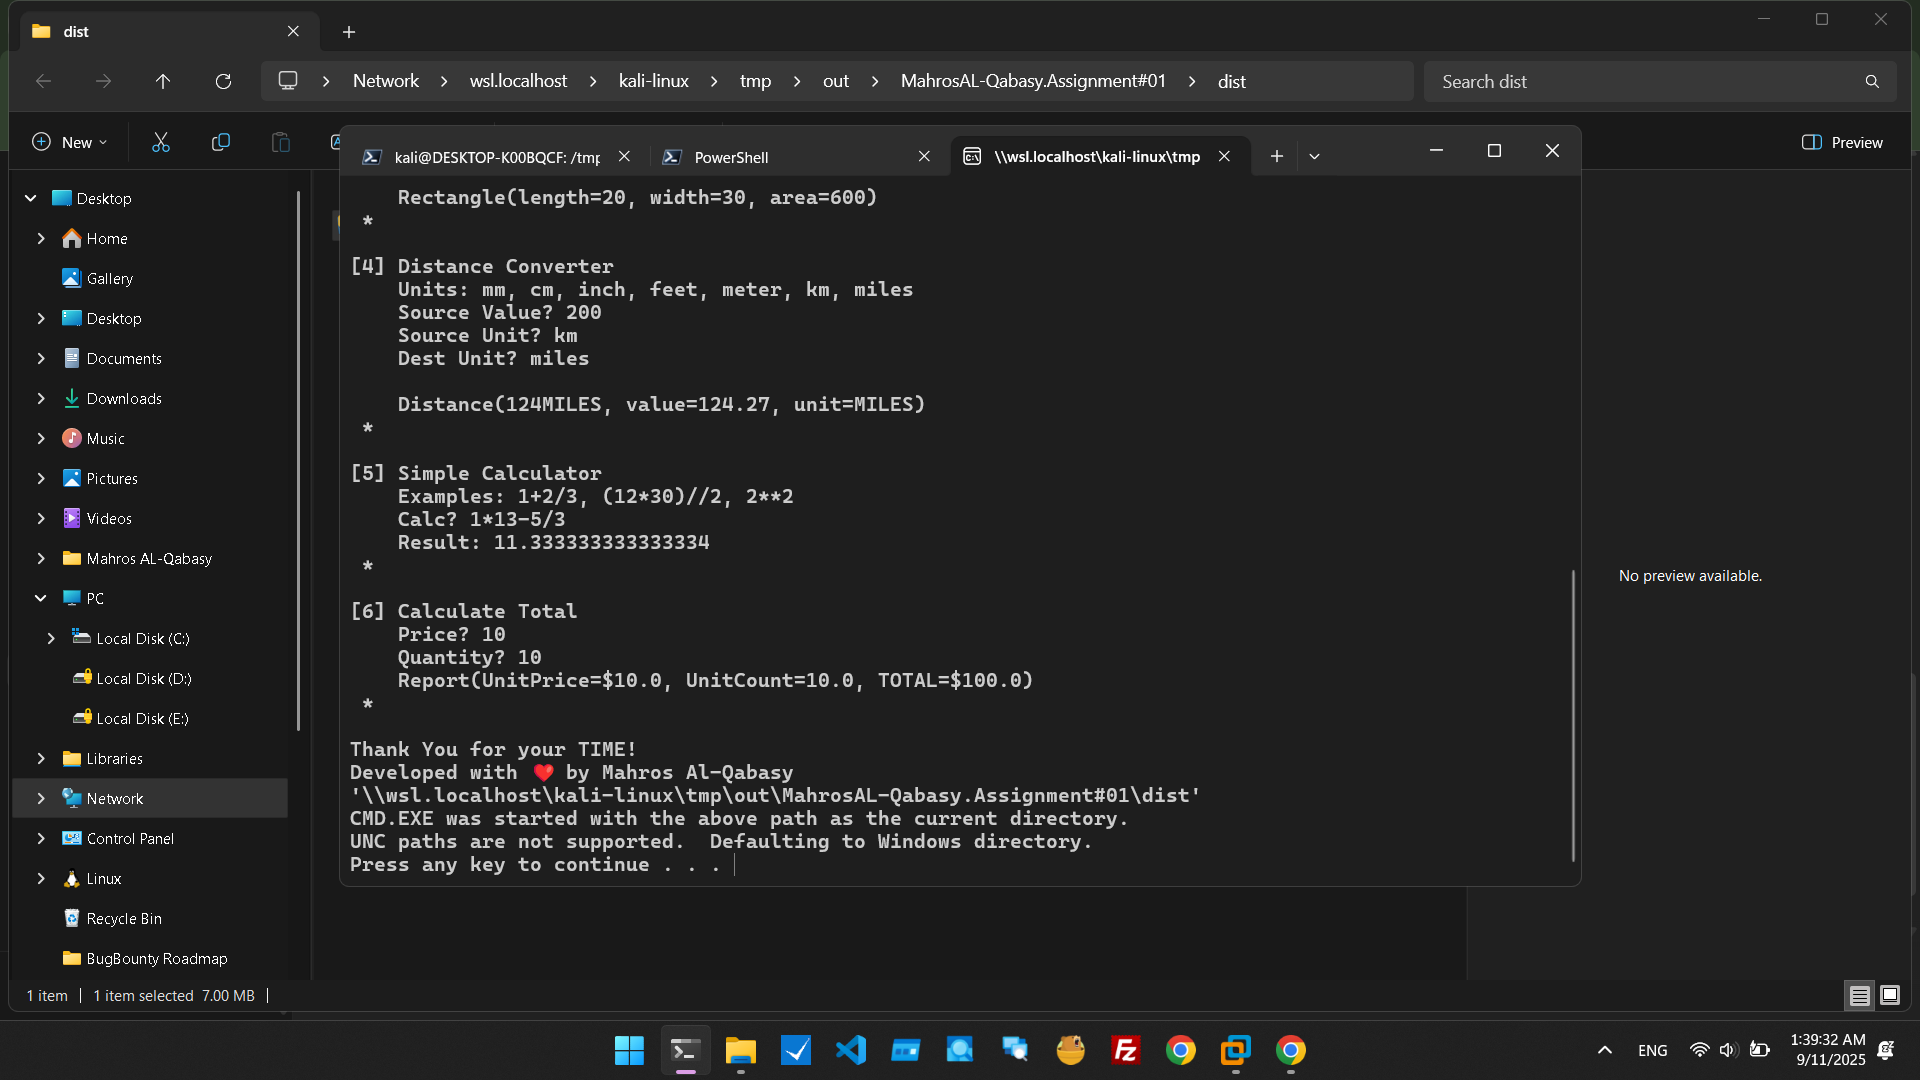 dist
Network
wsl.localhost
kali-linux
tmp
out
MahrosAL-Qabasy.Assignment#01
dist
Search dist
New
Preview
Desktop
Home
Gallery
Desktop
Documents
Downloads
Music
Pictures
Videos
Mahros AL-Qabasy
PC
Local Disk (C:)
Local Disk (D:)
Local Disk (E:)
Libraries
Network
Control Panel
Linux
Recycle Bin
BugBounty Roadmap
kali@DESKTOP-K00BQCF: /tmp
PowerShell
\\wsl.localhost\kali-linux\tmp
Rectangle(length=20, width=30, area=600)
*
[4] Distance Converter
Units: mm, cm, inch, feet, meter, km, miles
Source Value? 200
Source Unit? km
Dest Unit? miles
Distance(124MILES, value=124.27, unit=MILES)
*
[5] Simple Calculator
Examples: 1+2/3, (12*30)//2, 2**2
Calc? 1*13-5/3
Result: 11.333333333333334
*
[6] Calculate Total
Price? 10
Quantity? 10
Report(UnitPrice=$10.0, UnitCount=10.0, TOTAL=$100.0)
*
Thank You for your TIME!
Developed with ❤️ by Mahros Al-Qabasy
'\\wsl.localhost\kali-linux\tmp\out\MahrosAL-Qabasy.Assignment#01\dist'
CMD.EXE was started with the above path as the current directory.
UNC paths are not supported.  Defaulting to Windows directory.
Press any key to continue . . .
No preview available.
1 item
1 item selected 7.00 MB
ENG
1:39:32 AM
9/11/2025